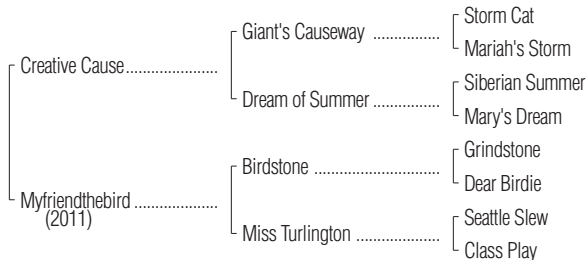 Storm Cat
Giant's Causeway ..................
Mariah's Storm
Creative Cause.........................
Siberian Summer
Dream of Summer ..................
Mary's Dream
Grindstone
Birdstone ..................................
Dear Birdie
Myfriendthebird ......................
(2011)
Seattle Slew
Miss Turlington ........................
Class Play